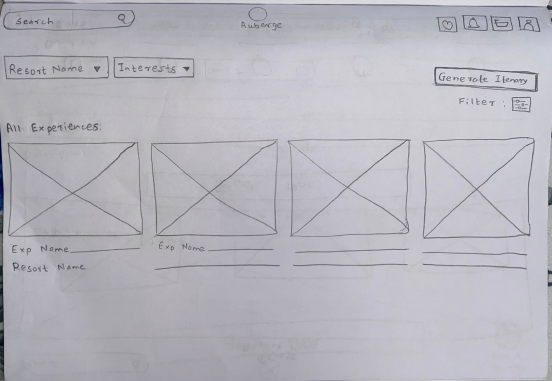 Search
Auberge
Resort Name ▼ Interests ▼
Generate Itenary
Filter :
All Experiences:
Exp Name Exp Name
Resort Name